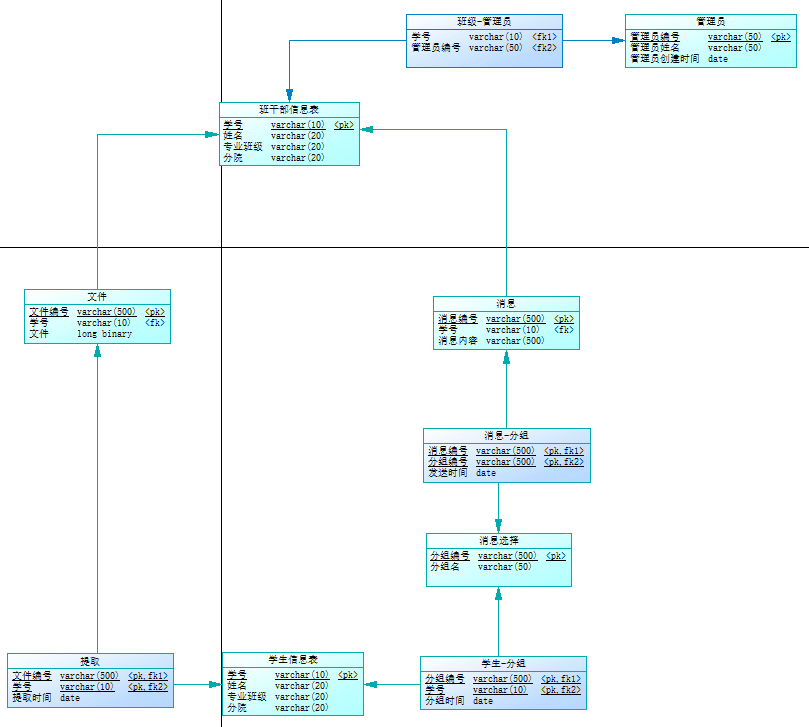 班级-管理员
学号 varchar(10) <fk1>
管理员编号 varchar(50) <fk2>
管理员
管理员编号 varchar(50) <pk>
管理员姓名 varchar(50)
管理员创建时间 date
班干部信息表
学号 varchar(10) <pk>
姓名 varchar(20)
专业班级 varchar(20)
分院 varchar(20)
文件
文件编号 varchar(500) <pk>
学号 varchar(10) <fk>
文件 long binary
消息
消息编号 varchar(500) <pk>
学号 varchar(10) <fk>
消息内容 varchar(500)
消息-分组
消息编号 varchar(500) <pk,fk1>
分组编号 varchar(500) <pk,fk2>
发送时间 date
消息选择
分组编号 varchar(500) <pk>
分组名 varchar(50)
提取
文件编号 varchar(500) <pk,fk1>
学号 varchar(10) <pk,fk2>
提取时间 date
学生信息表
学号 varchar(10) <pk>
姓名 varchar(20)
专业班级 varchar(20)
分院 varchar(20)
学生-分组
分组编号 varchar(500) <pk,fk1>
学号 varchar(10) <pk,fk2>
分组时间 date